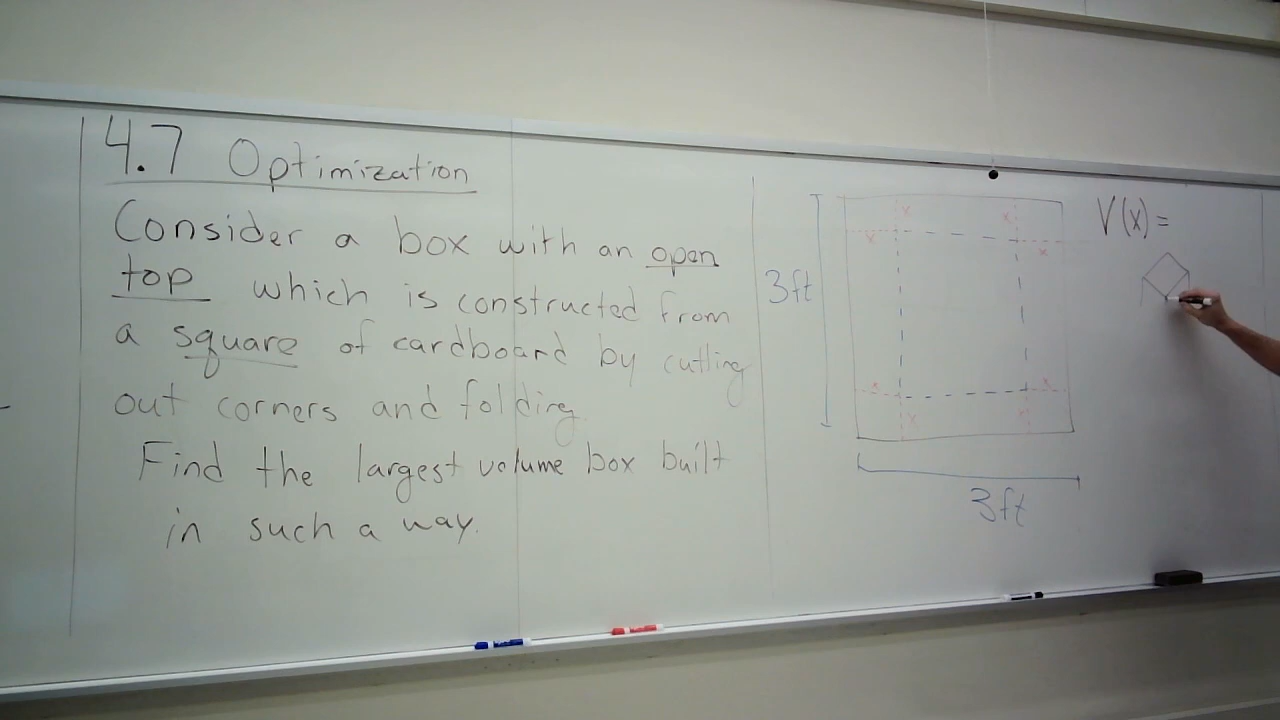 4.7 Optimization
Consider a box with an open
top which is constructed from
a square of cardboard by cutting
out corners and folding.
Find the largest volume box built
in such a way.
3ft
x x
x x
x x
x x
3ft
V(x) =